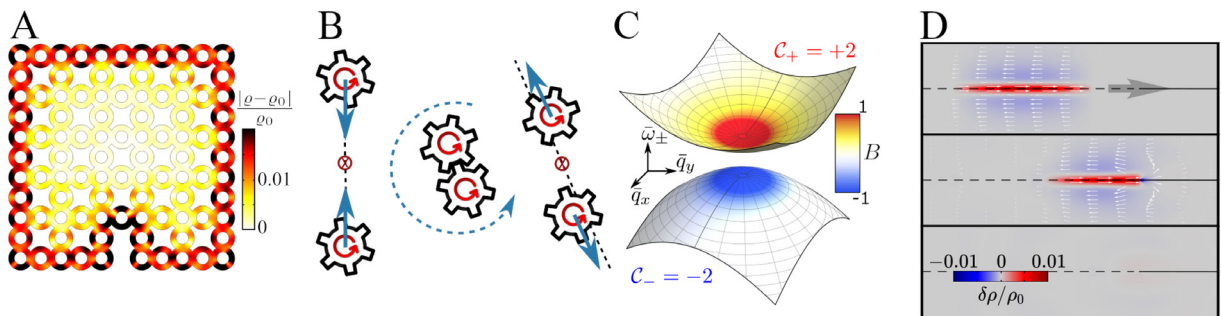 A
|ϱ−ϱ₀|
ϱ₀
0.01
0
B
C
𝒞₊ = +2
ω̄±
q̄y
q̄x
𝒞₋ = −2
1
B
-1
D
−0.01 0 0.01
δρ/ρ₀